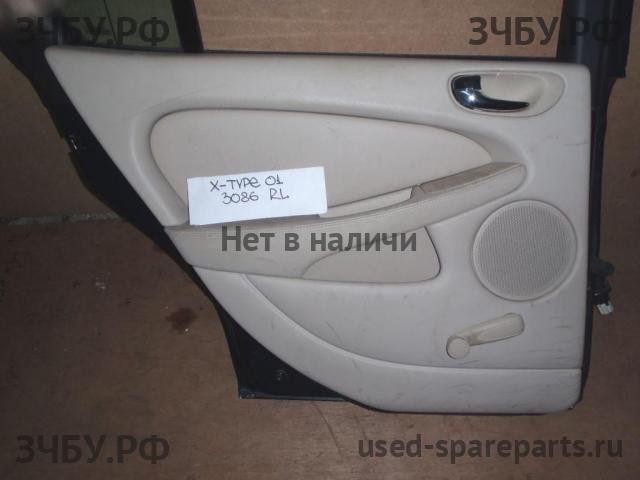 ЗЧБУ.РФ
ЗЧБУ.РФ
X-TYPE 01
3086 RL
Нет в наличи
ЗЧБУ.РФ
used-spareparts.ru